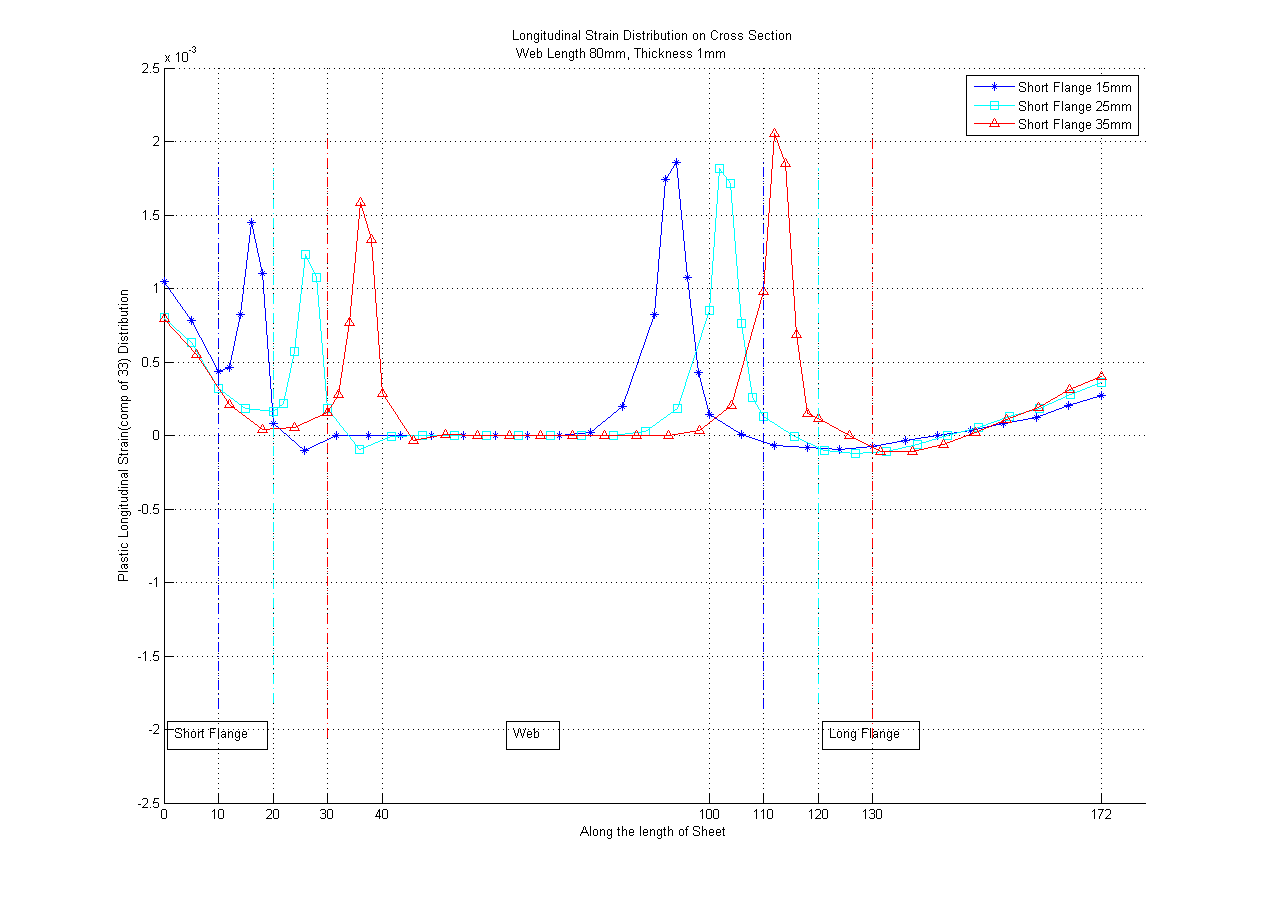 Longitudinal Strain Distribution on Cross Section
Web Length 80mm, Thickness 1mm
x 10-3
2.5
2
1.5
1
0.5
0
-0.5
-1
-1.5
-2
-2.5
Plastic Longitudinal Strain(comp of 33) Distribution
Short Flange 15mm
Short Flange 25mm
Short Flange 35mm
Short Flange
Web
Long Flange
0 10 20 30 40 100 110 120 130 172
Along the length of Sheet